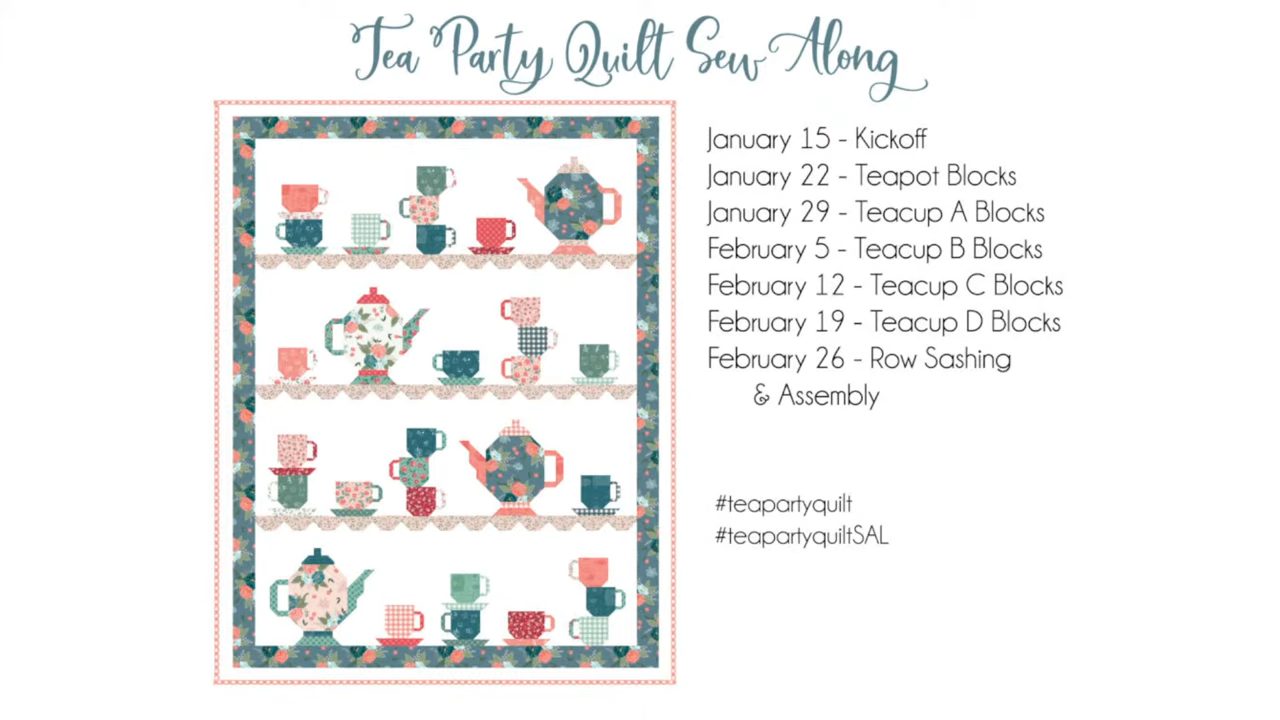 Tea Party Quilt Sew Along
January 15 - Kickoff
January 22 - Teapot Blocks
January 29 - Teacup A Blocks
February 5 - Teacup B Blocks
February 12 - Teacup C Blocks
February 19 - Teacup D Blocks
February 26 - Row Sashing
& Assembly
#teapartyquilt
#teapartyquiltSAL